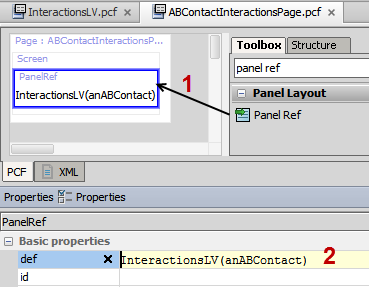 InteractionsLV.pcf ABContactInteractionsPage.pcf
Page : ABContactInteractionsP...
Screen
PanelRef
InteractionsLV(anABContact)
1
Toolbox Structure
panel ref
Panel Layout
Panel Ref
PCF XML
Properties Properties
PanelRef
Basic properties
def InteractionsLV(anABContact) 2
id